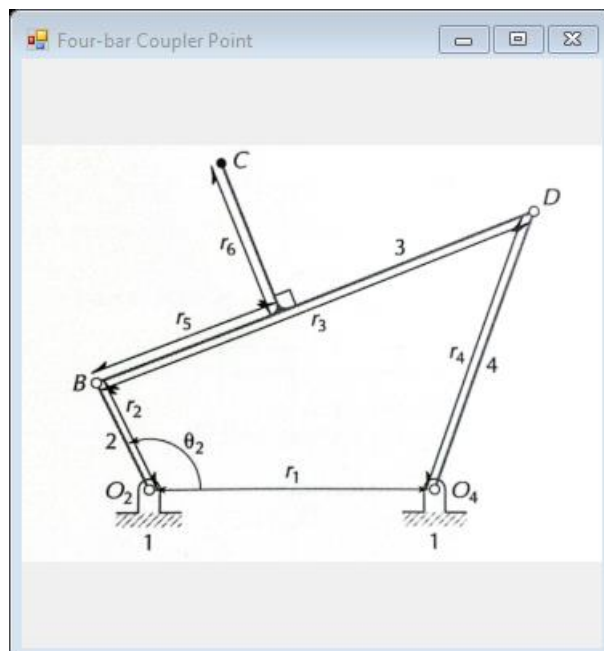 Four-bar Coupler Point
C
D
r6
3
r5
r3
r4
4
B
r2
2
θ2
r1
O2
O4
1
1